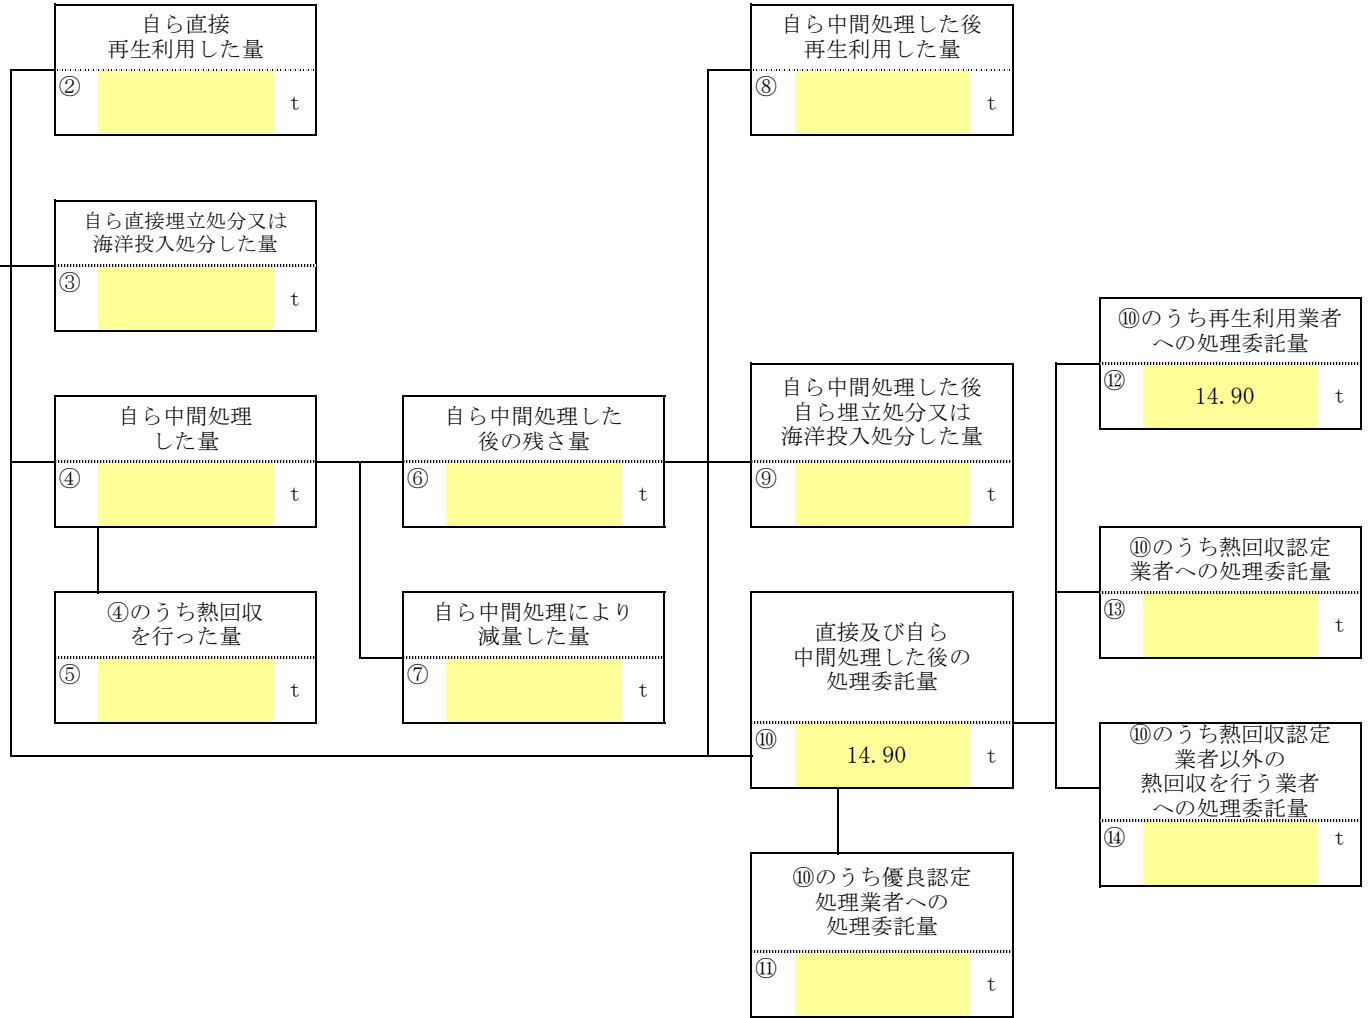 自ら直接
再生利用した量
② t
自ら中間処理した後
再生利用した量
⑧ t
自ら直接埋立処分又は
海洋投入処分した量
③ t
⑩のうち再生利用業者
への処理委託量
⑫ 14.90 t
自ら中間処理
した量
④ t
自ら中間処理した
後の残さ量
⑥ t
自ら中間処理した後
自ら埋立処分又は
海洋投入処分した量
⑨ t
⑩のうち熱回収認定
業者への処理委託量
⑬ t
④のうち熱回収
を行った量
⑤ t
自ら中間処理により
減量した量
⑦ t
直接及び自ら
中間処理した後の
処理委託量
⑩ 14.90 t
⑩のうち熱回収認定
業者以外の
熱回収を行う業者
への処理委託量
⑭ t
⑩のうち優良認定
処理業者への
処理委託量
⑪ t